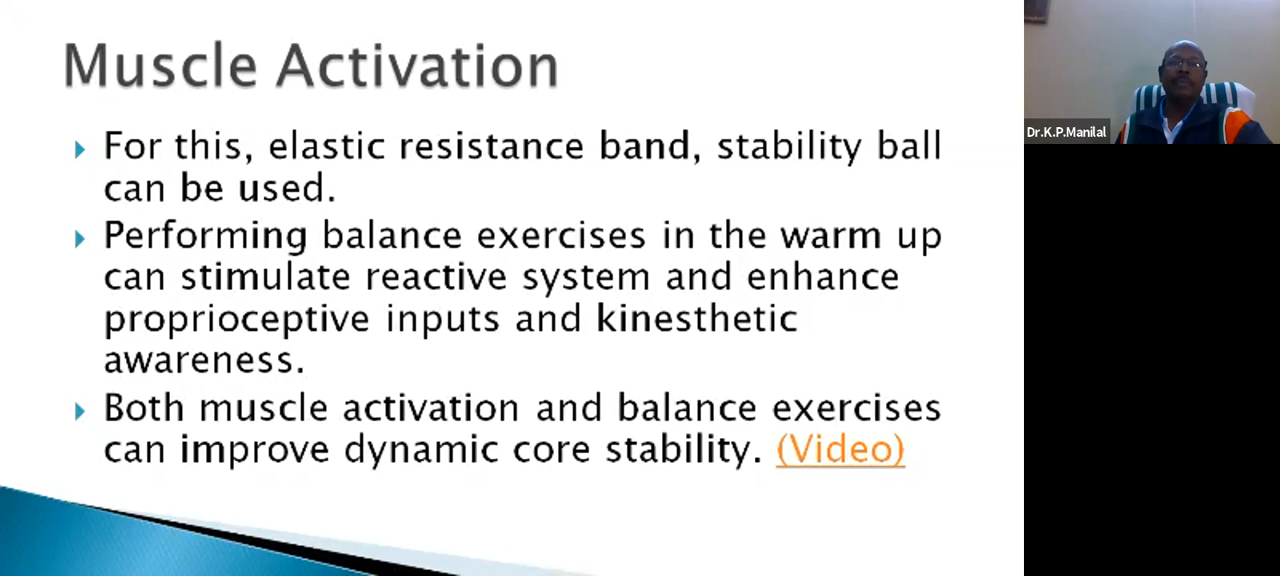 Muscle Activation
For this, elastic resistance band, stability ball
can be used.
Performing balance exercises in the warm up
can stimulate reactive system and enhance
proprioceptive inputs and kinesthetic
awareness.
Both muscle activation and balance exercises
can improve dynamic core stability. (Video)
Dr.K.P.Manilal